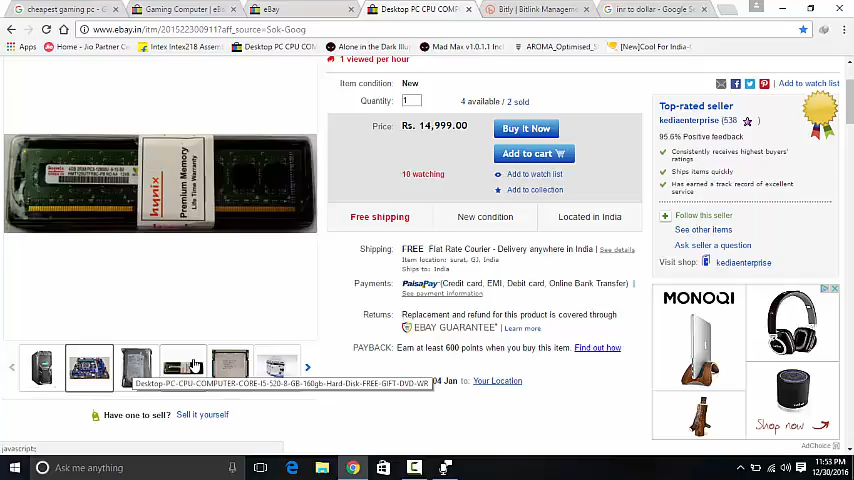 cheapest gaming pc - G
Gaming Computer | eBa
eBay
Desktop PC CPU COMP
Bitly | Bitlink Manageme
inr to dollar - Google Se
www.ebay.in/itm/201522300911?aff_source=Sok-Goog
Home :: Jio Partner Ce
Intex Intex218 Assemb
Desktop PC CPU COM
Alone in the Dark Illu
Mad Max v1.0.1.1 Inc
AROMA_Optimised_St
[New]Cool For India-
1 viewed per hour
Item condition: New
Add to watch list
Quantity: 1 4 available / 2 sold
Top-rated seller
kediaenterprise (538 )
95.6% Positive feedback
Consistently receives highest buyers' ratings
Ships items quickly
Has earned a track record of excellent service
Price: Rs. 14,999.00
Buy It Now
Add to cart
10 watching
Add to watch list
Add to collection
hynix
Premium Memory
Life Time Warranty
Free shipping
New condition
Located in India
Follow this seller
See other items
Ask seller a question
Visit shop: kediaenterprise
Shipping: FREE Flat Rate Courier - Delivery anywhere in India | See details
Item location: surat, GJ, India
Ships to: India
Payments: PaisaPay (Credit card, EMI, Debit card, Online Bank Transfer) |
See payment information
Returns: Replacement and refund for this product is covered through
EBAY GUARANTEE* | Learn more
PAYBACK: Earn at least 600 points when you buy this item. Find out how
04 Jan to: Your Location
Desktop-PC-CPU-COMPUTER-CORE-I5-520-8-GB-160gb-Hard-Disk-FREE-GIFT-DVD-WR
Have one to sell? Sell it yourself
MONOQI
Shop now
AdChoice
javascript:;
Ask me anything
11:53 PM
12/30/2016